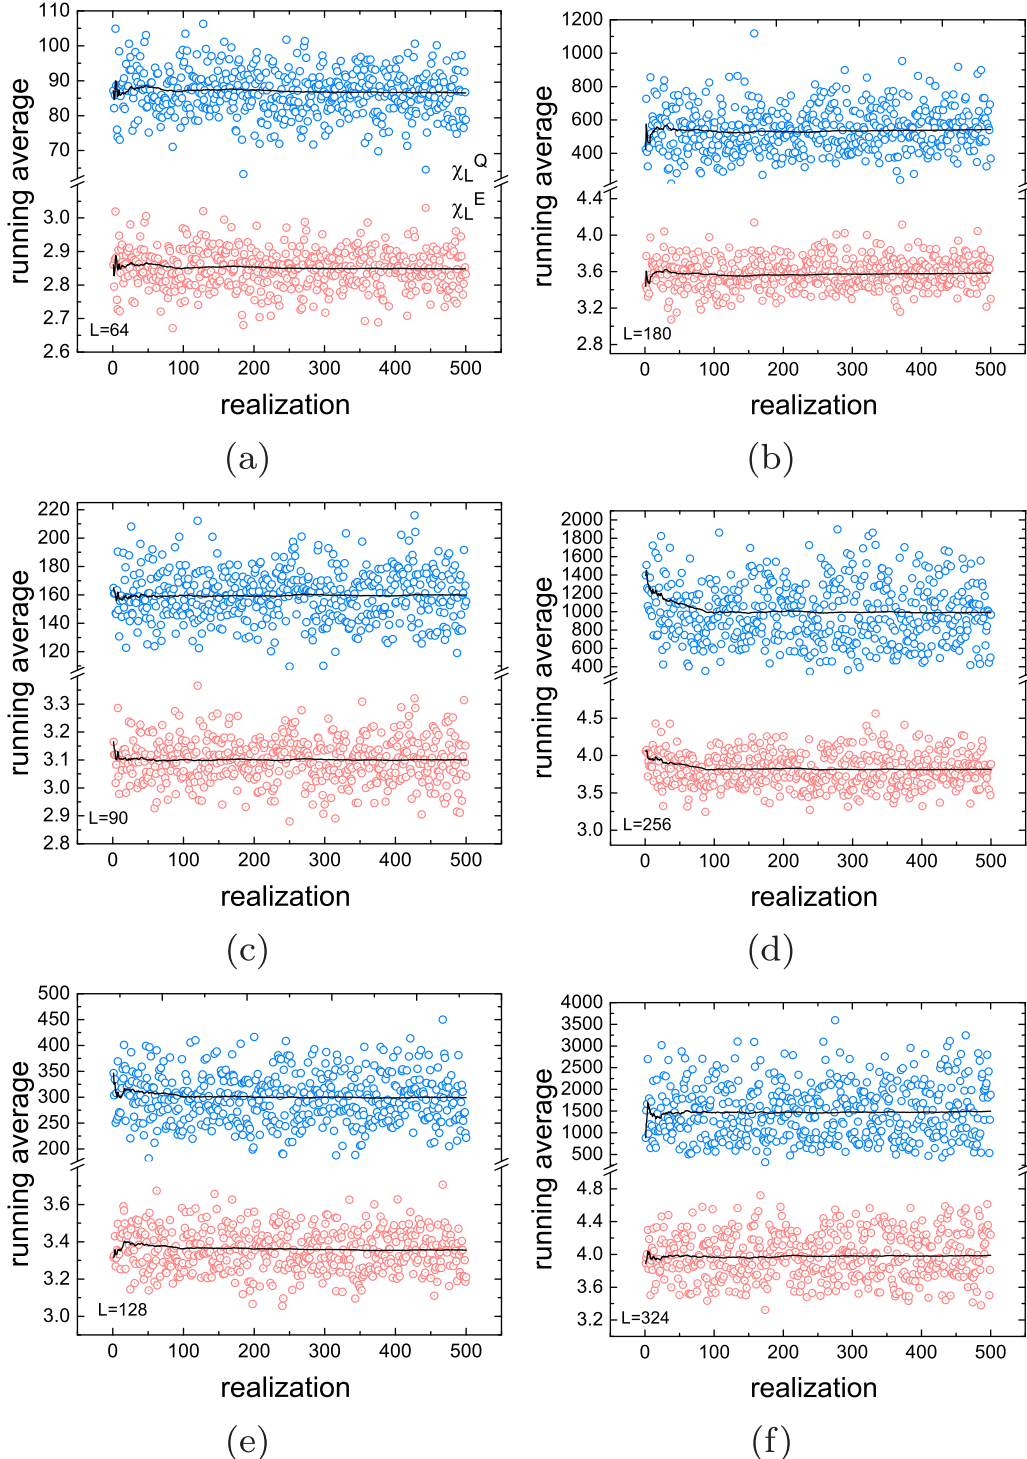 110
100
90
80
70
3.0
2.9
2.8
2.7
2.6
running average
χ_L^Q
χ_L^E
L=64
0 100 200 300 400 500
realization
(a)
1200
1000
800
600
400
4.4
4.0
3.6
3.2
2.8
running average
L=180
0 100 200 300 400 500
realization
(b)
220
200
180
160
140
120
3.3
3.2
3.1
3.0
2.9
2.8
running average
L=90
0 100 200 300 400 500
realization
(c)
2000
1800
1600
1400
1200
1000
800
600
400
4.5
4.0
3.5
3.0
running average
L=256
0 100 200 300 400 500
realization
(d)
500
450
400
350
300
250
200
3.6
3.4
3.2
3.0
running average
L=128
0 100 200 300 400 500
realization
(e)
4000
3500
3000
2500
2000
1500
1000
500
4.8
4.4
4.0
3.6
3.2
running average
L=324
0 100 200 300 400 500
realization
(f)